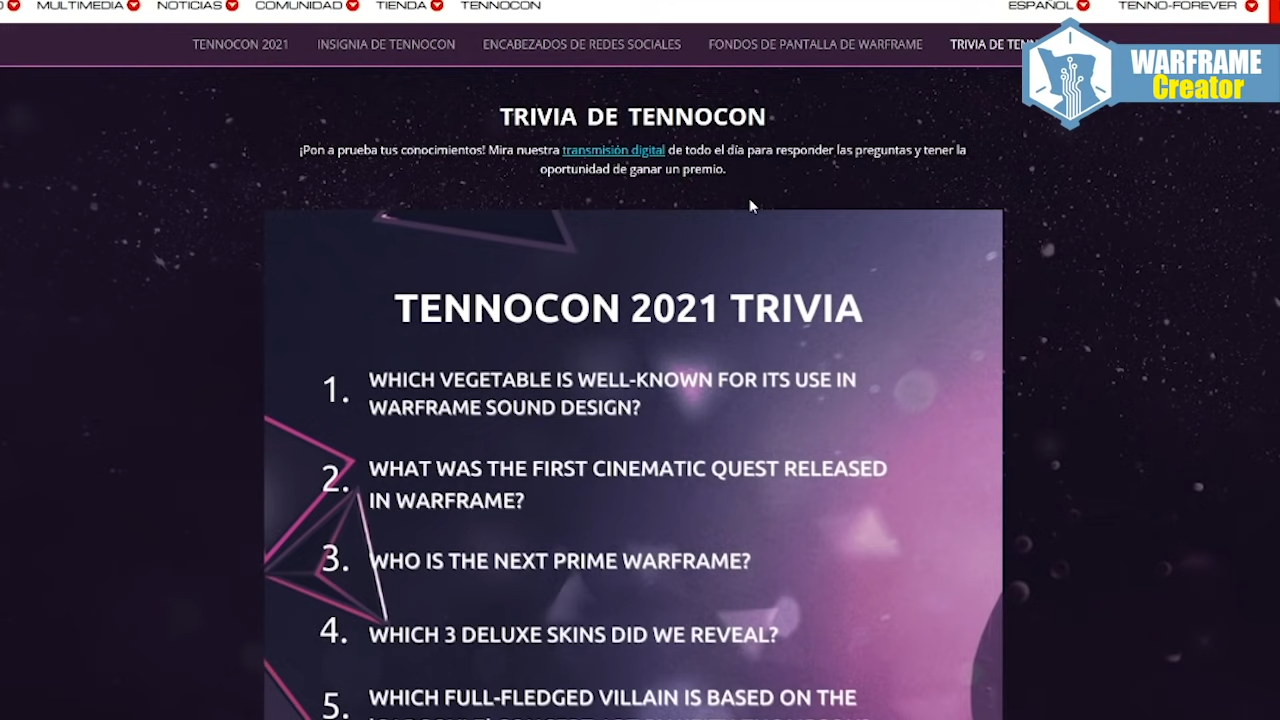 MULTIMEDIA NOTICIAS COMUNIDAD TIENDA TENNOCON ESPAÑOL TENNO-FOREVER
TENNOCON 2021 INSIGNIA DE TENNOCON ENCABEZADOS DE REDES SOCIALES FONDOS DE PANTALLA DE WARFRAME TRIVIA DE
WARFRAME
Creator
TRIVIA DE TENNOCON
¡Pon a prueba tus conocimientos! Mira nuestra transmisión digital de todo el día para responder las preguntas y tener la
oportunidad de ganar un premio.
TENNOCON 2021 TRIVIA
1. WHICH VEGETABLE IS WELL-KNOWN FOR ITS USE IN
WARFRAME SOUND DESIGN?
2. WHAT WAS THE FIRST CINEMATIC QUEST RELEASED
IN WARFRAME?
3. WHO IS THE NEXT PRIME WARFRAME?
4. WHICH 3 DELUXE SKINS DID WE REVEAL?
5. WHICH FULL-FLEDGED VILLAIN IS BASED ON THE